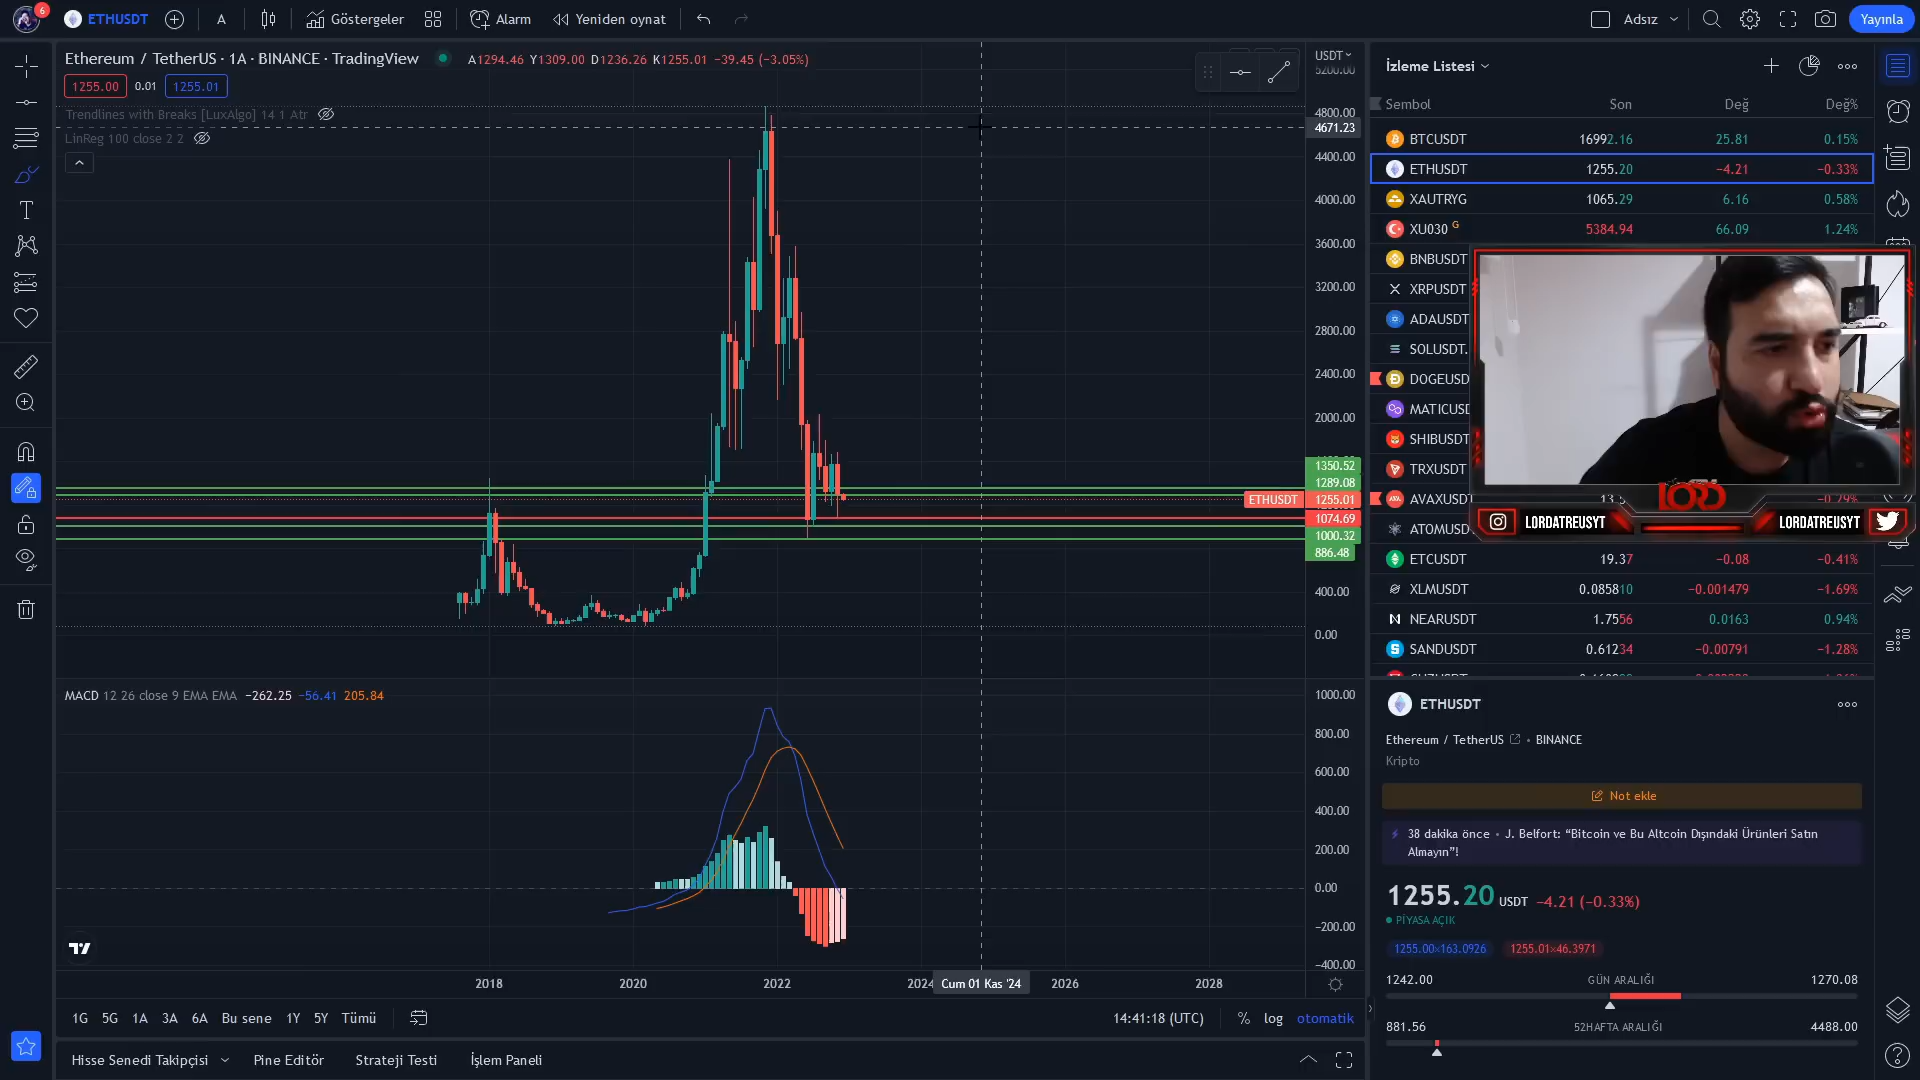 6
ETHUSDT
A
Göstergeler
Alarm
Yeniden oynat
Adsız
Yayınla
Ethereum / TetherUS · 1A · BINANCE · TradingView
A1294.46 Y1309.00 D1236.26 K1255.01 −39.45 (−3.05%)
1255.00 0.01 1255.01
Trendlines with Breaks [LuxAlgo] 14 1 Atr
LinReg 100 close 2 2
USDT
5200.00
4800.00
4671.23
4400.00
4000.00
3600.00
3200.00
2800.00
2400.00
2000.00
1350.52
1289.08
ETHUSDT 1255.01
1074.69
1000.32
886.48
400.00
0.00
MACD 12 26 close 9 EMA EMA −262.25 −56.41 205.84
1000.00
800.00
600.00
400.00
200.00
0.00
−200.00
−400.00
2018 2020 2022 2024 Cum 01 Kas '24 2026 2028
1G 5G 1A 3A 6A Bu sene 1Y 5Y Tümü
14:41:18 (UTC) % log otomatik
Hisse Senedi Takipçisi Pine Editör Strateji Testi İşlem Paneli
İzleme Listesi
Sembol Son Değ Değ%
BTCUSDT 16992.16 25.81 0.15%
ETHUSDT 1255.20 −4.21 −0.33%
XAUTRYG 1065.29 6.16 0.58%
XU030 G 5384.94 66.09 1.24%
BNBUSDT
XRPUSDT
ADAUSDT
SOLUSDT.
DOGEUSD
MATICUSD
SHIBUSDT
TRXUSDT
AVAXUSDT
ATOMUSD
LORD
LORDATREUSYT LORDATREUSYT
ETCUSDT 19.37 −0.08 −0.41%
XLMUSDT 0.085810 −0.001479 −1.69%
NEARUSDT 1.7556 0.0163 0.94%
SANDUSDT 0.61234 −0.00791 −1.28%
ETHUSDT
Ethereum / TetherUS • BINANCE
Kripto
Not ekle
38 dakika önce • J. Belfort: “Bitcoin ve Bu Altcoin Dışındaki Ürünleri Satın
Almayın”!
1255.20 USDT −4.21 (−0.33%)
PİYASA AÇIK
1255.00×163.0926 1255.01×46.3971
1242.00 GÜN ARALIĞI 1270.08
881.56 52HAFTA ARALIĞI 4488.00